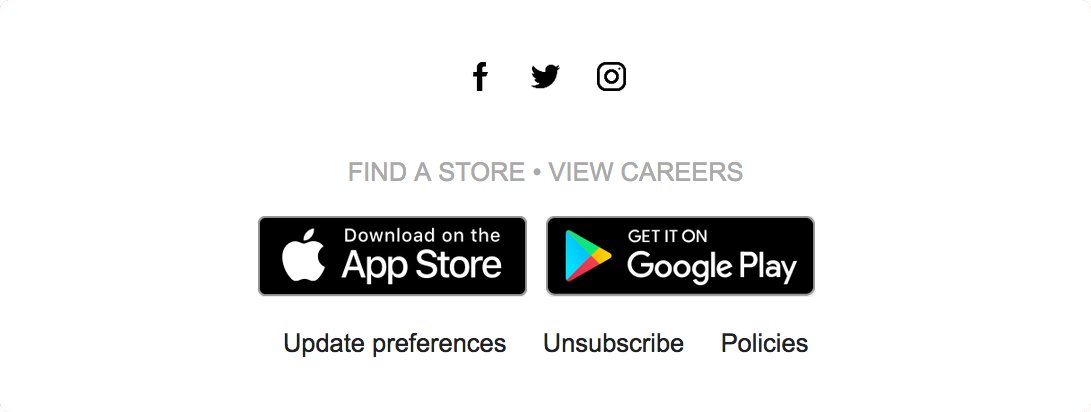 FIND A STORE • VIEW CAREERS
Download on the
App Store
GET IT ON
Google Play
Update preferences Unsubscribe Policies